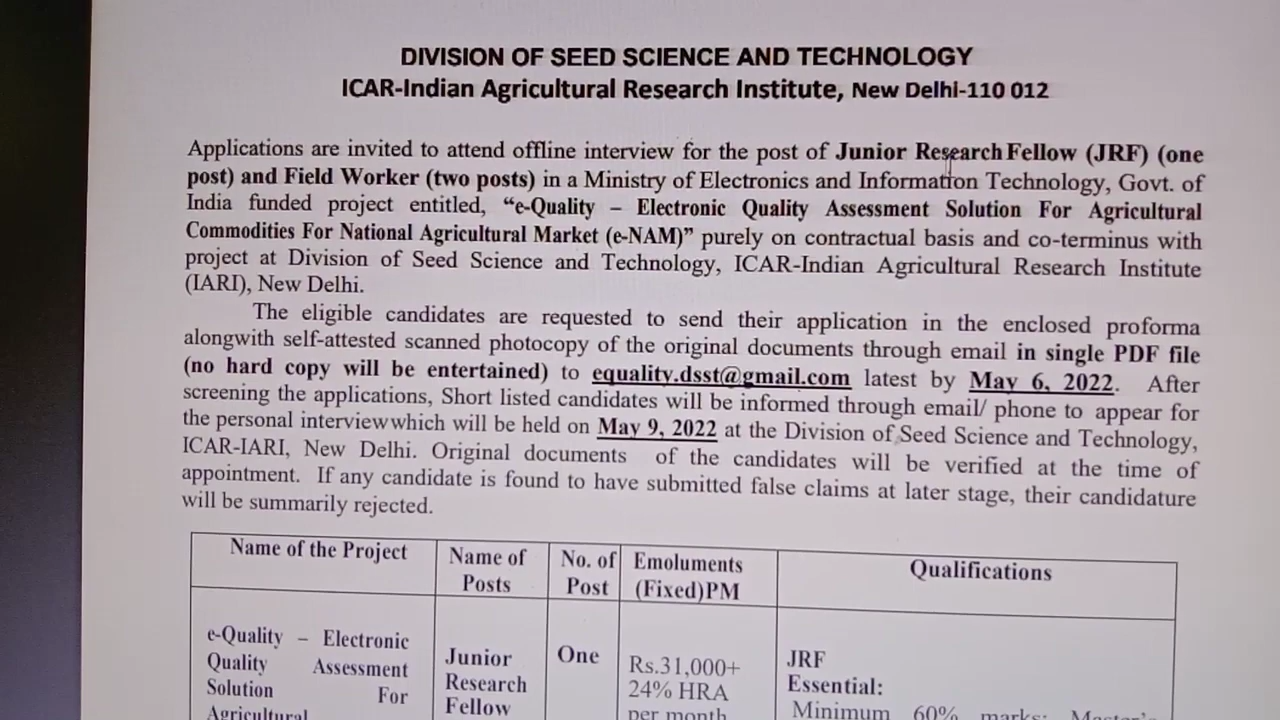 DIVISION OF SEED SCIENCE AND TECHNOLOGY
ICAR-Indian Agricultural Research Institute, New Delhi-110 012
Applications are invited to attend offline interview for the post of Junior Research Fellow (JRF) (one
post) and Field Worker (two posts) in a Ministry of Electronics and Information Technology, Govt. of
India funded project entitled, “e-Quality – Electronic Quality Assessment Solution For Agricultural
Commodities For National Agricultural Market (e-NAM)” purely on contractual basis and co-terminus with
project at Division of Seed Science and Technology, ICAR-Indian Agricultural Research Institute
(IARI), New Delhi.
The eligible candidates are requested to send their application in the enclosed proforma
alongwith self-attested scanned photocopy of the original documents through email in single PDF file
(no hard copy will be entertained) to equality.dsst@gmail.com latest by May 6, 2022. After
screening the applications, Short listed candidates will be informed through email/ phone to appear for
the personal interview which will be held on May 9, 2022 at the Division of Seed Science and Technology,
ICAR-IARI, New Delhi. Original documents of the candidates will be verified at the time of
appointment. If any candidate is found to have submitted false claims at later stage, their candidature
will be summarily rejected.
Name of the Project
Name of
Posts
No. of
Post
Emoluments
(Fixed)PM
Qualifications
e-Quality – Electronic
Quality Assessment
Solution For
Agricultural
Junior
Research
Fellow
One
Rs.31,000+
24% HRA
per month
JRF
Essential:
Minimum 60% marks; Master's